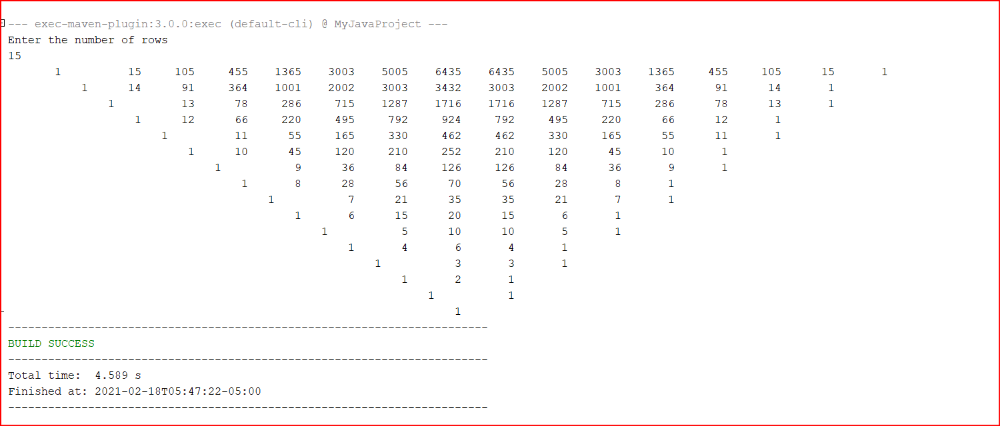 --- exec-maven-plugin:3.0.0:exec (default-cli) @ MyJavaProject ---
Enter the number of rows
15
1 15 105 455 1365 3003 5005 6435 6435 5005 3003 1365 455 105 15 1
1 14 91 364 1001 2002 3003 3432 3003 2002 1001 364 91 14 1
1 13 78 286 715 1287 1716 1716 1287 715 286 78 13 1
1 12 66 220 495 792 924 792 495 220 66 12 1
1 11 55 165 330 462 462 330 165 55 11 1
1 10 45 120 210 252 210 120 45 10 1
1 9 36 84 126 126 84 36 9 1
1 8 28 56 70 56 28 8 1
1 7 21 35 35 21 7 1
1 6 15 20 15 6 1
1 5 10 10 5 1
1 4 6 4 1
1 3 3 1
1 2 1
1 1
1
------------------------------------------------------------------------
BUILD SUCCESS
------------------------------------------------------------------------
Total time:  4.589 s
Finished at: 2021-02-18T05:47:22-05:00
------------------------------------------------------------------------